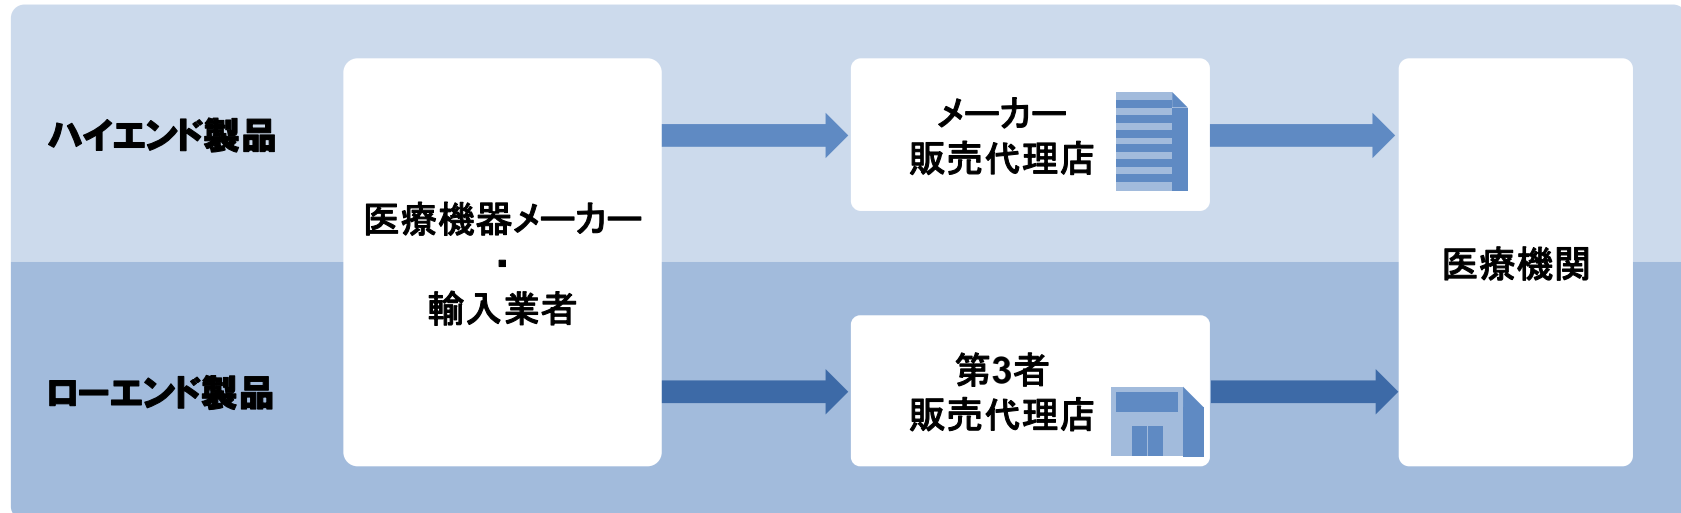 ハイエンド製品
医療機器メーカー
・
輸入業者
メーカー
販売代理店
医療機関
ローエンド製品
第3者
販売代理店